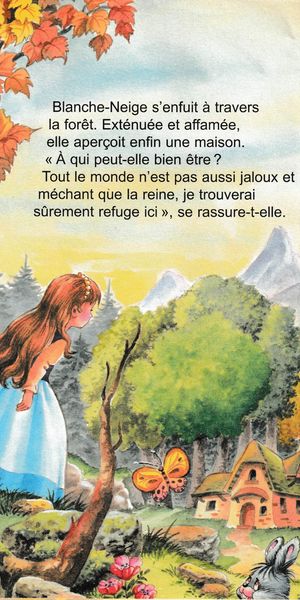 Blanche-Neige s’enfuit à travers
la forêt. Exténuée et affamée,
elle aperçoit enfin une maison.
« À qui peut-elle bien être ?
Tout le monde n’est pas aussi jaloux et
méchant que la reine, je trouverai
sûrement refuge ici », se rassure-t-elle.